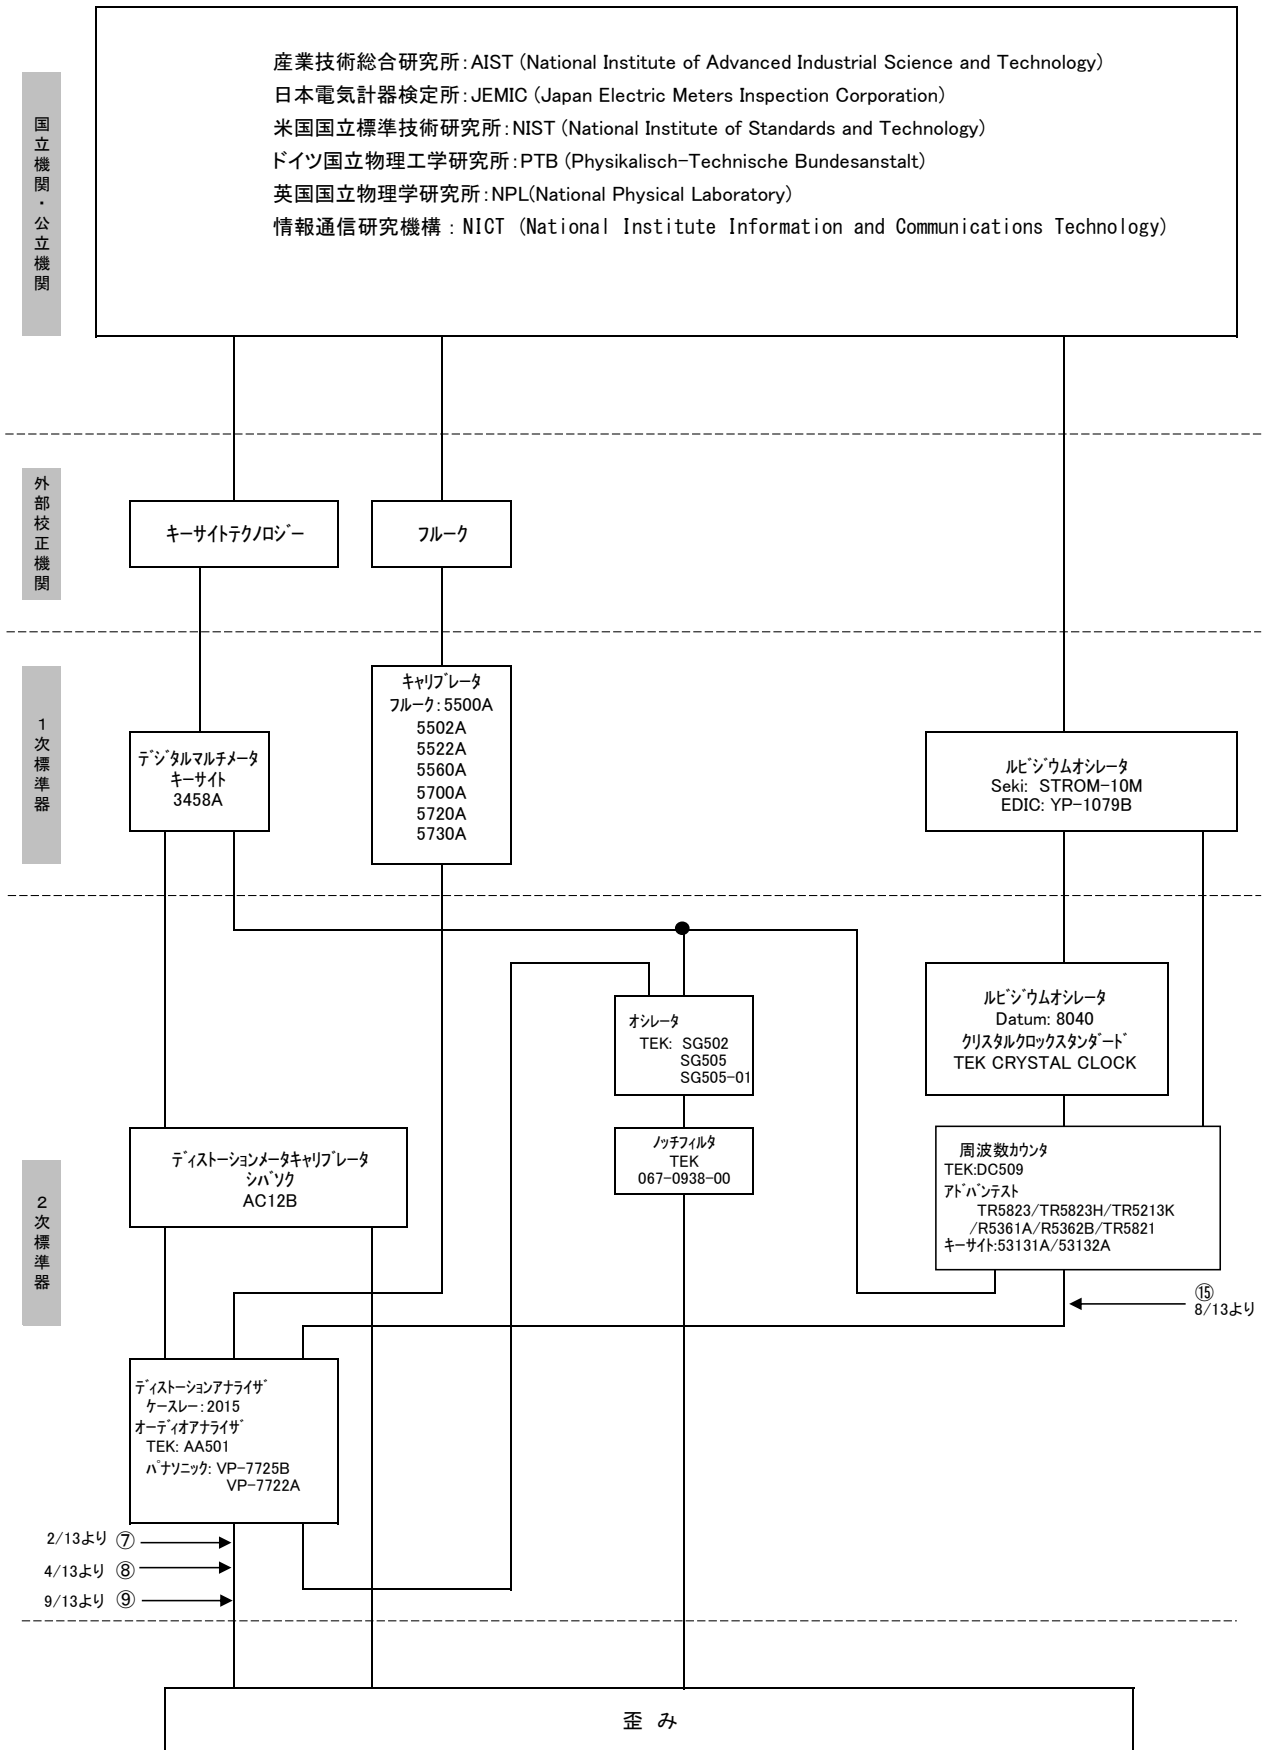 産業技術総合研究所：AIST (National Institute of Advanced Industrial Science and Technology)
日本電気計器検定所：JEMIC (Japan Electric Meters Inspection Corporation)
米国国立標準技術研究所：NIST (National Institute of Standards and Technology)
ドイツ国立物理工学研究所：PTB (Physikalisch-Technische Bundesanstalt)
英国国立物理学研究所：NPL(National Physical Laboratory)
情報通信研究機構：NICT (National Institute Information and Communications Technology)
国立機関・公立機関
外部校正機関
ｷｰｻｲﾄﾃｸﾉﾛｼﾞｰ
ﾌﾙｰｸ
1次標準器
ﾃﾞｼﾞﾀﾙﾏﾙﾁﾒｰﾀ
ｷｰｻｲﾄ
3458A
ｷｬﾘﾌﾞﾚｰﾀ
ﾌﾙｰｸ：5500A
5502A
5522A
5560A
5700A
5720A
5730A
ﾙﾋﾞｼﾞｳﾑｵｼﾚｰﾀ
Seki: STROM-10M
EDIC: YP-1079B
2次標準器
ｵｼﾚｰﾀ
TEK: SG502
SG505
SG505-01
ﾙﾋﾞｼﾞｳﾑｵｼﾚｰﾀ
Datum: 8040
ｸﾘｽﾀﾙｸﾛｯｸｽﾀﾝﾀﾞｰﾄﾞ
TEK CRYSTAL CLOCK
ﾃﾞｨｽﾄｰｼｮﾝﾒｰﾀｷｬﾘﾌﾞﾚｰﾀ
ｼﾊﾞｿｸ
AC12B
ﾉｯﾁﾌｨﾙﾀ
TEK
067-0938-00
周波数ｶｳﾝﾀ
TEK:DC509
ｱﾄﾞﾊﾞﾝﾃｽﾄ
TR5823/TR5823H/TR5213K
/R5361A/R5362B/TR5821
ｷｰｻｲﾄ:53131A/53132A
⑮
8/13より
ﾃﾞｨｽﾄｰｼｮﾝｱﾅﾗｲｻﾞ
ｹｰｽﾚｰ：2015
ｵｰﾃﾞｨｵｱﾅﾗｲｻﾞ
TEK: AA501
ﾊﾟﾅｿﾆｯｸ: VP-7725B
VP-7722A
2/13より ⑦
4/13より ⑧
9/13より ⑨
歪 み